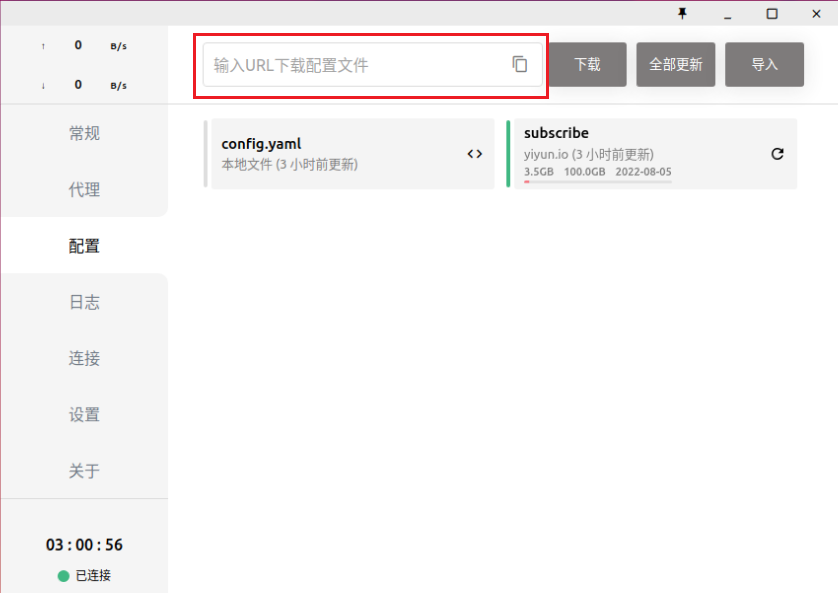 ↑ 0 B/s
↓ 0 B/s
输入URL下载配置文件
下载
全部更新
导入
常规
代理
配置
日志
连接
设置
关于
03 : 00 : 56
已连接
config.yaml
本地文件 (3 小时前更新)
subscribe
yiyun.io (3 小时前更新)
3.5GB 100.0GB 2022-08-05